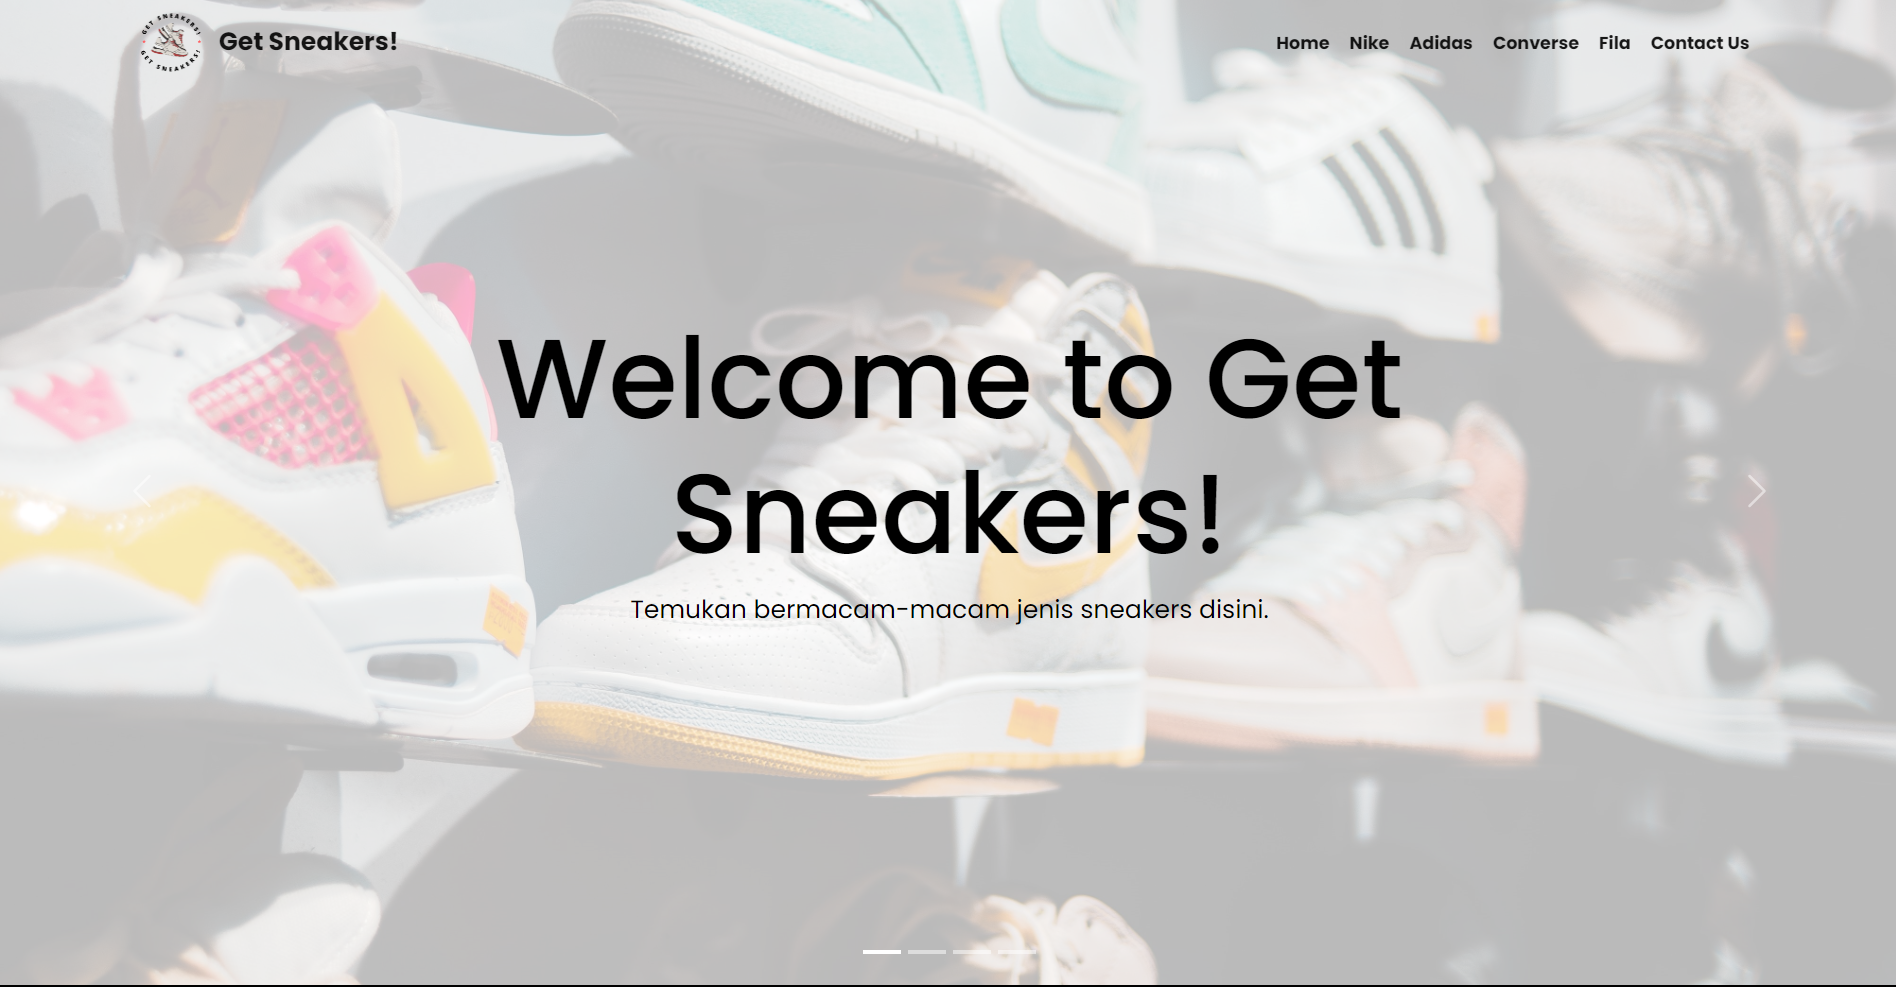 GET SNEAKERS!
GET SNEAKERS!
Get Sneakers!
Home Nike Adidas Converse Fila Contact Us
Welcome to Get
Sneakers!
Temukan bermacam-macam jenis sneakers disini.